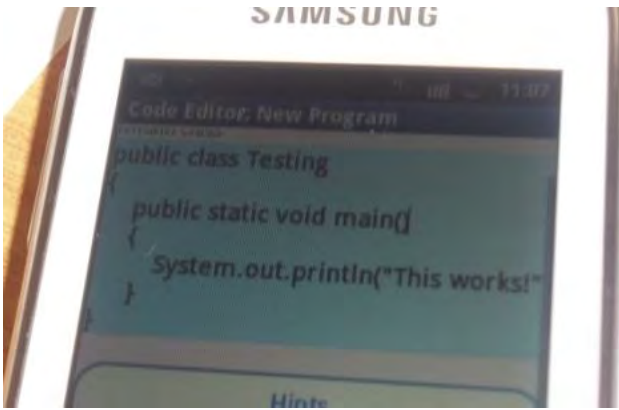 SAMSUNG
11:07
Code Editor: New Program
public class Testing
{
public static void main()
{
System.out.println("This works!"
}
}
Hints